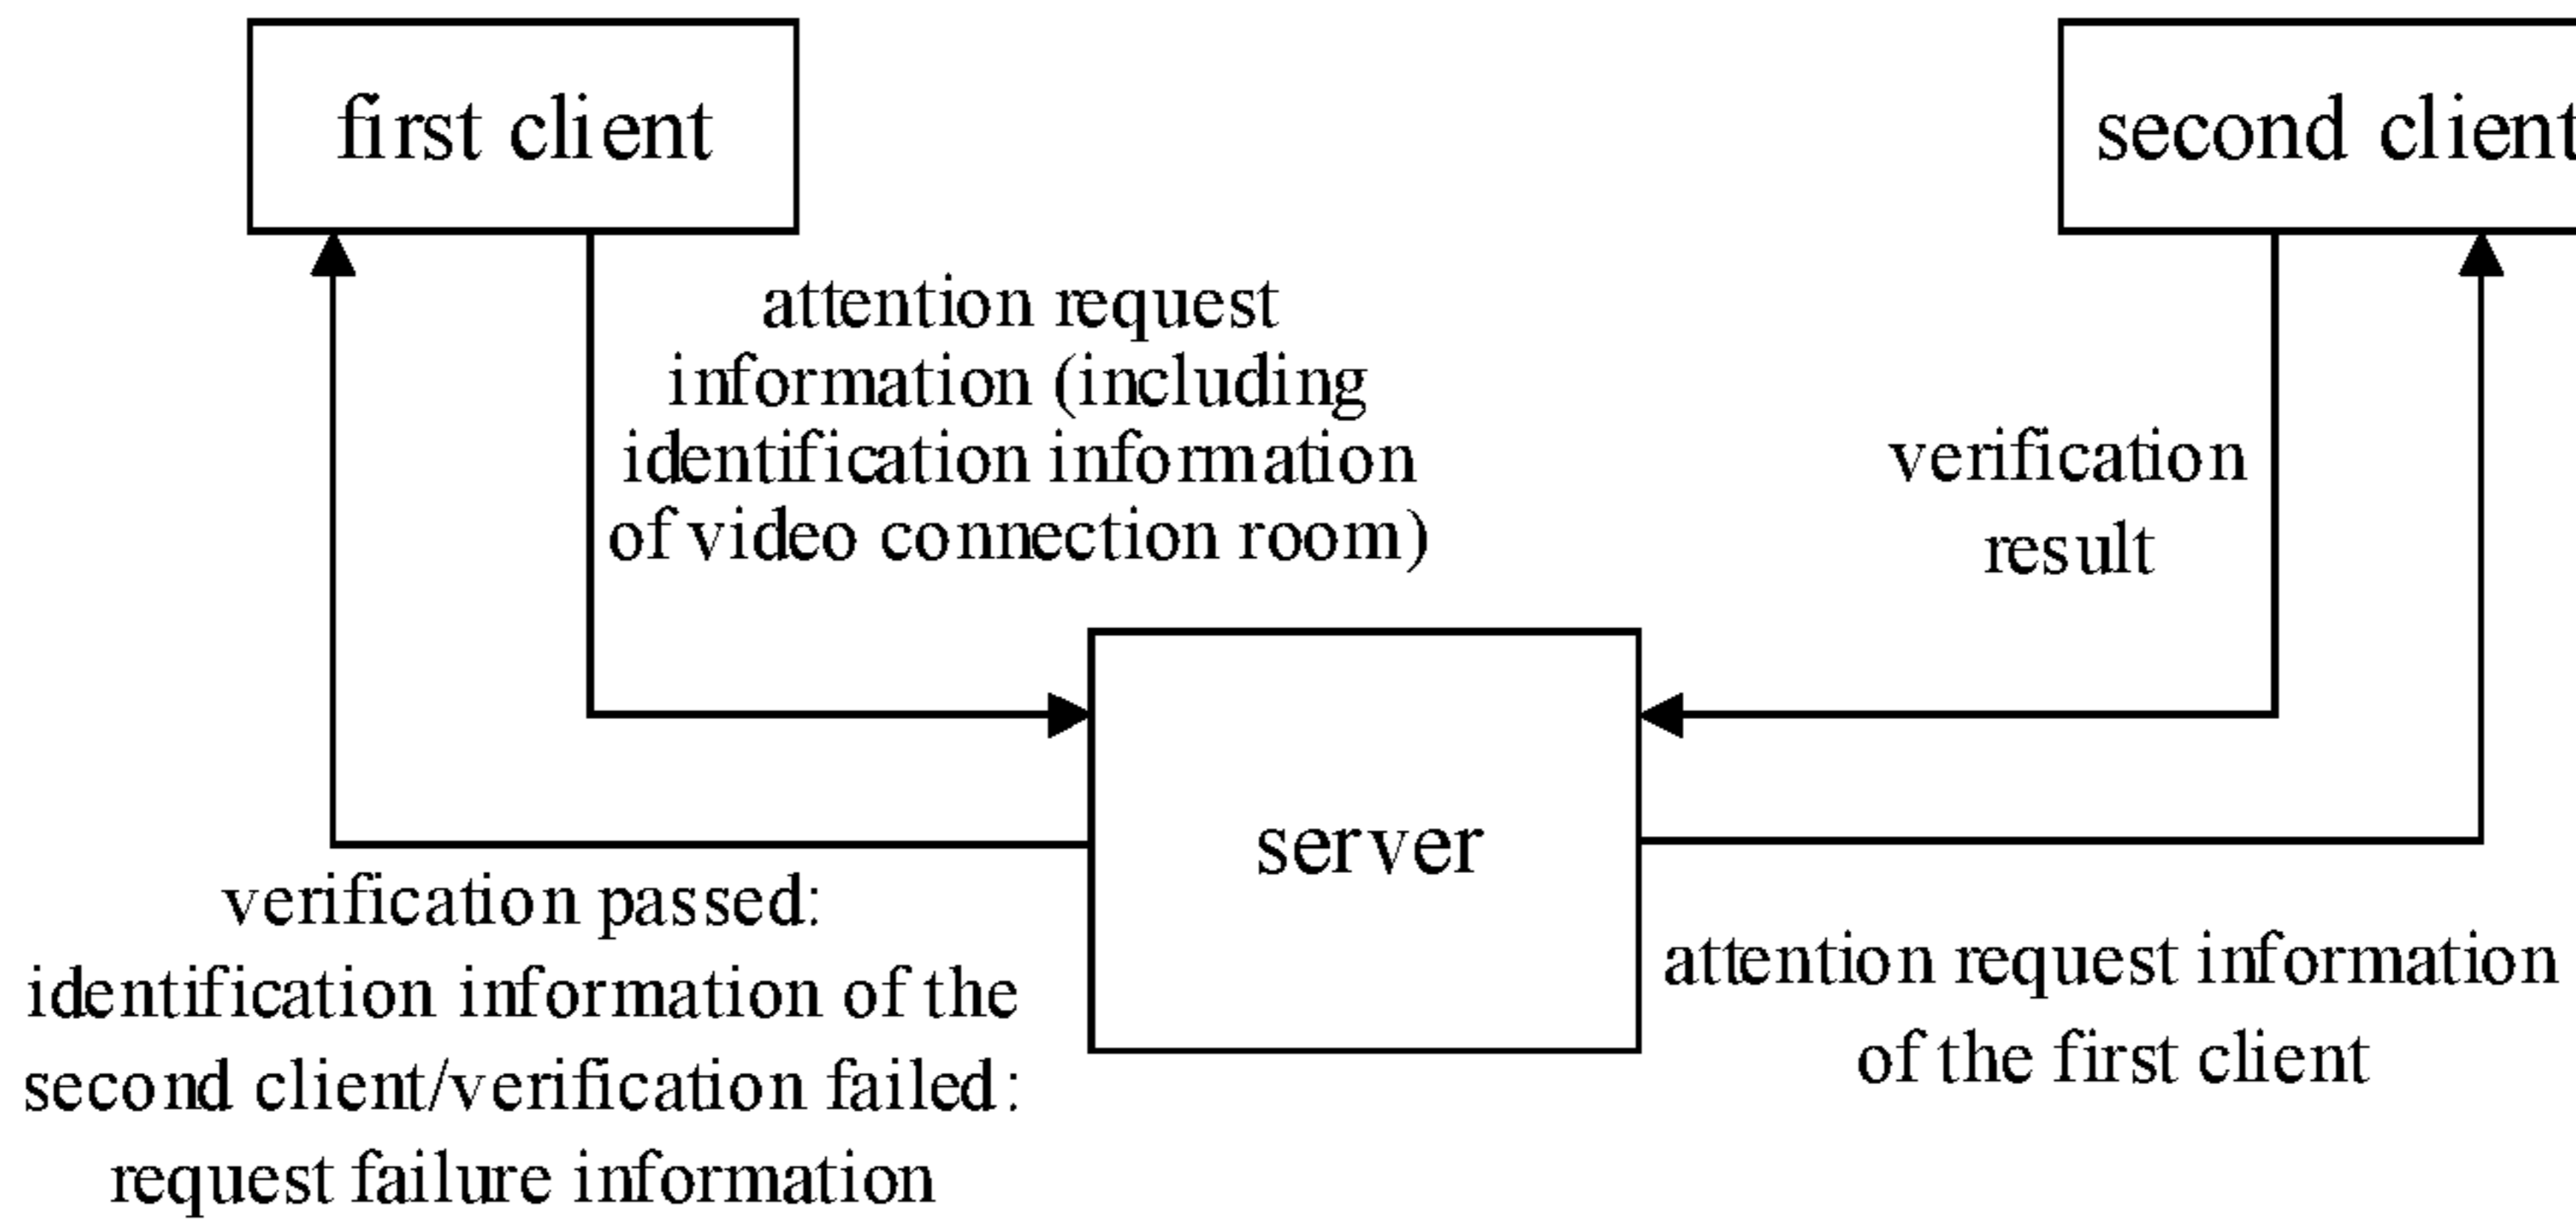 first client
second client
attention request
information (including
identification information
of video connection room)
verification
result
server
verification passed:
identification information of the
second client/verification failed:
request failure information
attention request information
of the first client